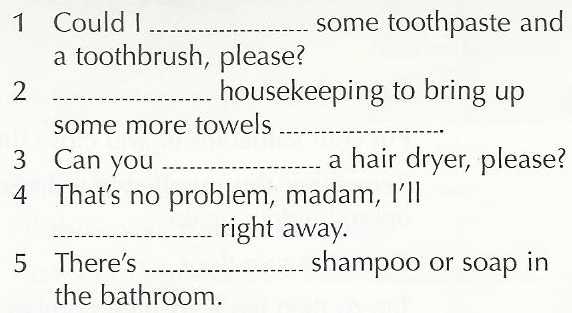 1 Could I ........................ some toothpaste and
a toothbrush, please?
2 ........................ housekeeping to bring up
some more towels ........................ .
3 Can you ........................ a hair dryer, please?
4 That's no problem, madam, I'll
........................ right away.
5 There's ........................ shampoo or soap in
the bathroom.